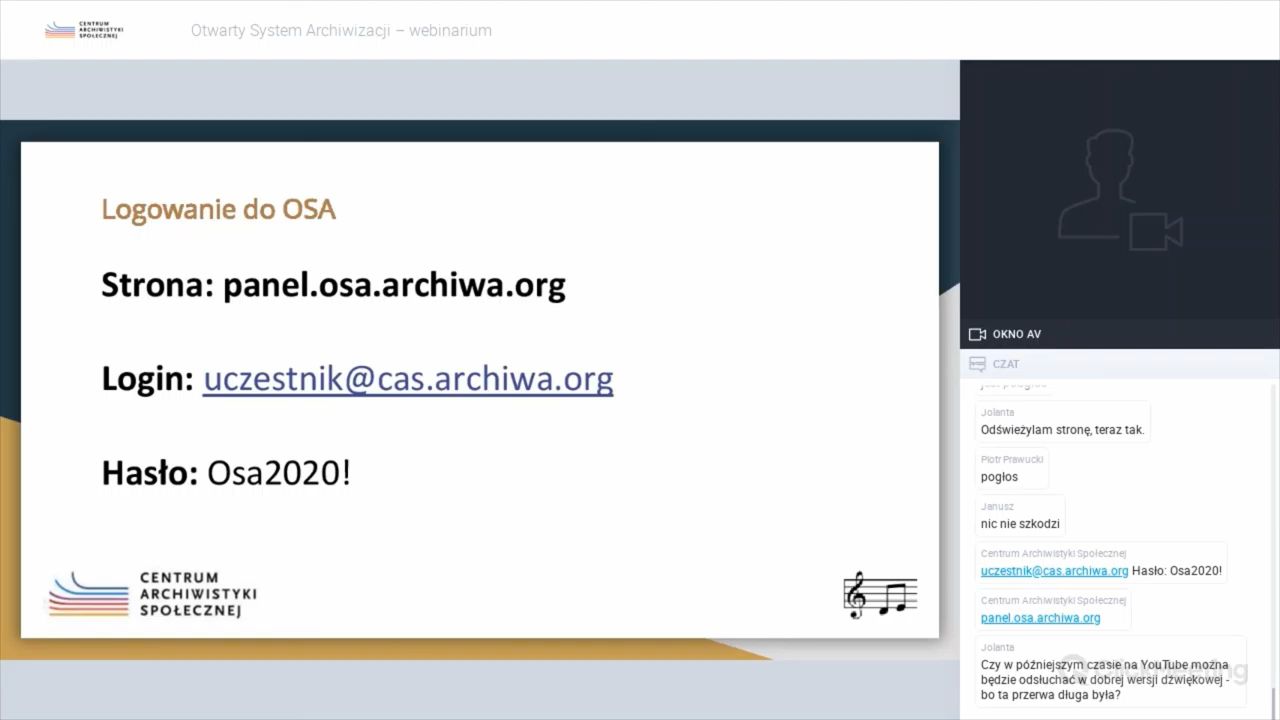 CENTRUM
ARCHIWISTYKI
SPOŁECZNEJ
Otwarty System Archiwizacji – webinarium
Logowanie do OSA
Strona: panel.osa.archiwa.org
Login: uczestnik@cas.archiwa.org
Hasło: Osa2020!
CENTRUM
ARCHIWISTYKI
SPOŁECZNEJ
OKNO AV
CZAT
Jolanta
Odświeżylam stronę, teraz tak.
Piotr Prawucki
pogłos
Janusz
nic nie szkodzi
Centrum Archiwistyki Społecznej
uczestnik@cas.archiwa.org Hasło: Osa2020!
Centrum Archiwistyki Społecznej
panel.osa.archiwa.org
Jolanta
Czy w późniejszym czasie na YouTube można
będzie odsłuchać w dobrej wersji dźwiękowej -
bo ta przerwa długa była?